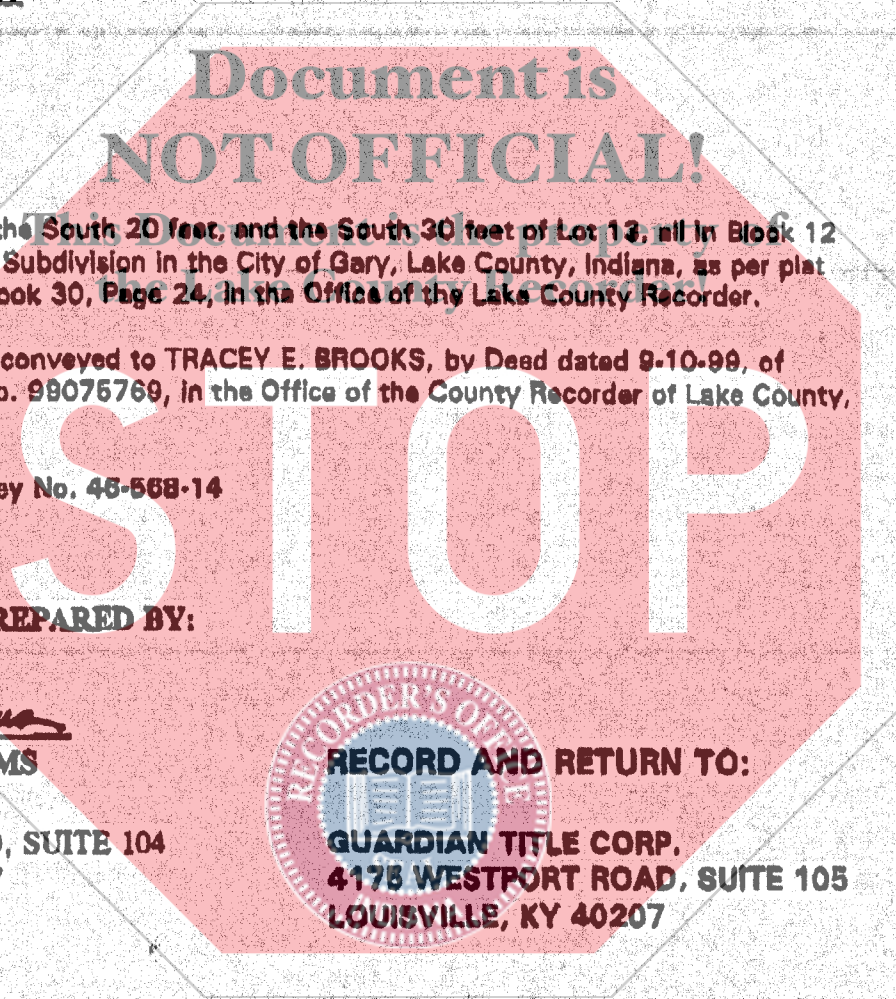 Document is
NOT OFFICIAL!
This Document is the property of
the Lake County Recorder!
the South 20 feet, and the South 30 feet of Lot 13, all in Block 12
Subdivision in the City of Gary, Lake County, Indiana, as per plat
ook 30, Page 24, in the Office of the Lake County Recorder.
conveyed to TRACEY E. BROOKS, by Deed dated 9-10-99, of
o. 99075769, in the Office of the County Recorder of Lake County,
ey No. 46-568-14
STOP
REPARED BY:
MS
, SUITE 104
RECORDER'S OFFICE
SEAL
INDIANA
RECORD AND RETURN TO:
GUARDIAN TITLE CORP.
4175 WESTPORT ROAD, SUITE 105
LOUISVILLE, KY 40207